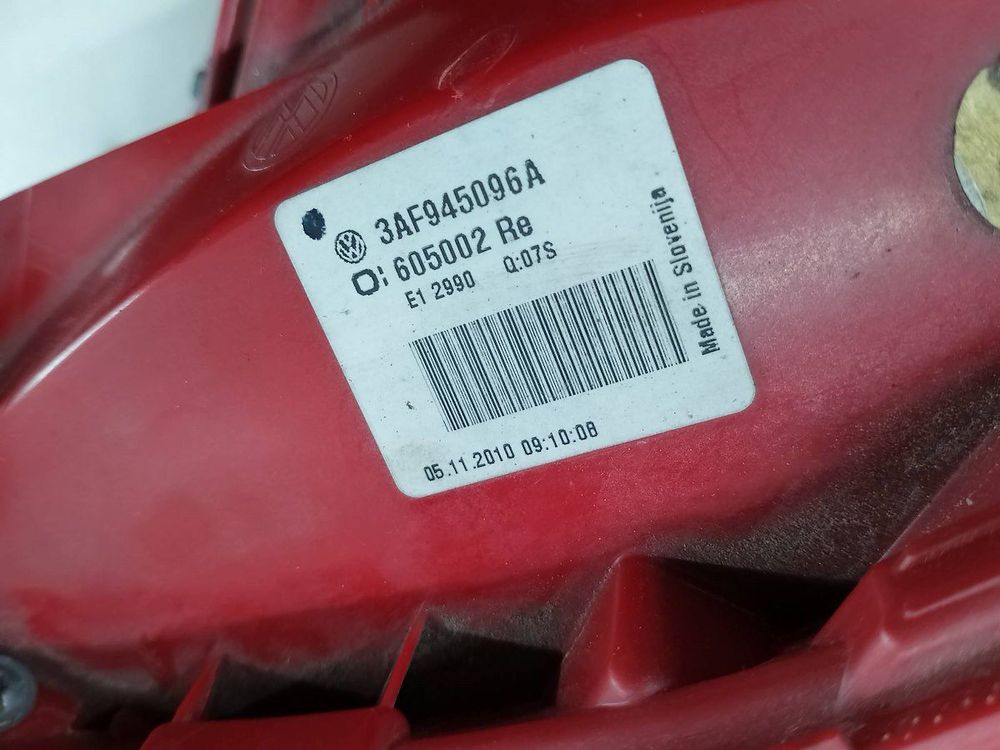 3AF945096A
O: 605002 Re
E1 2990 Q:07S
05.11.2010 09:10:08
Made in Slovenija